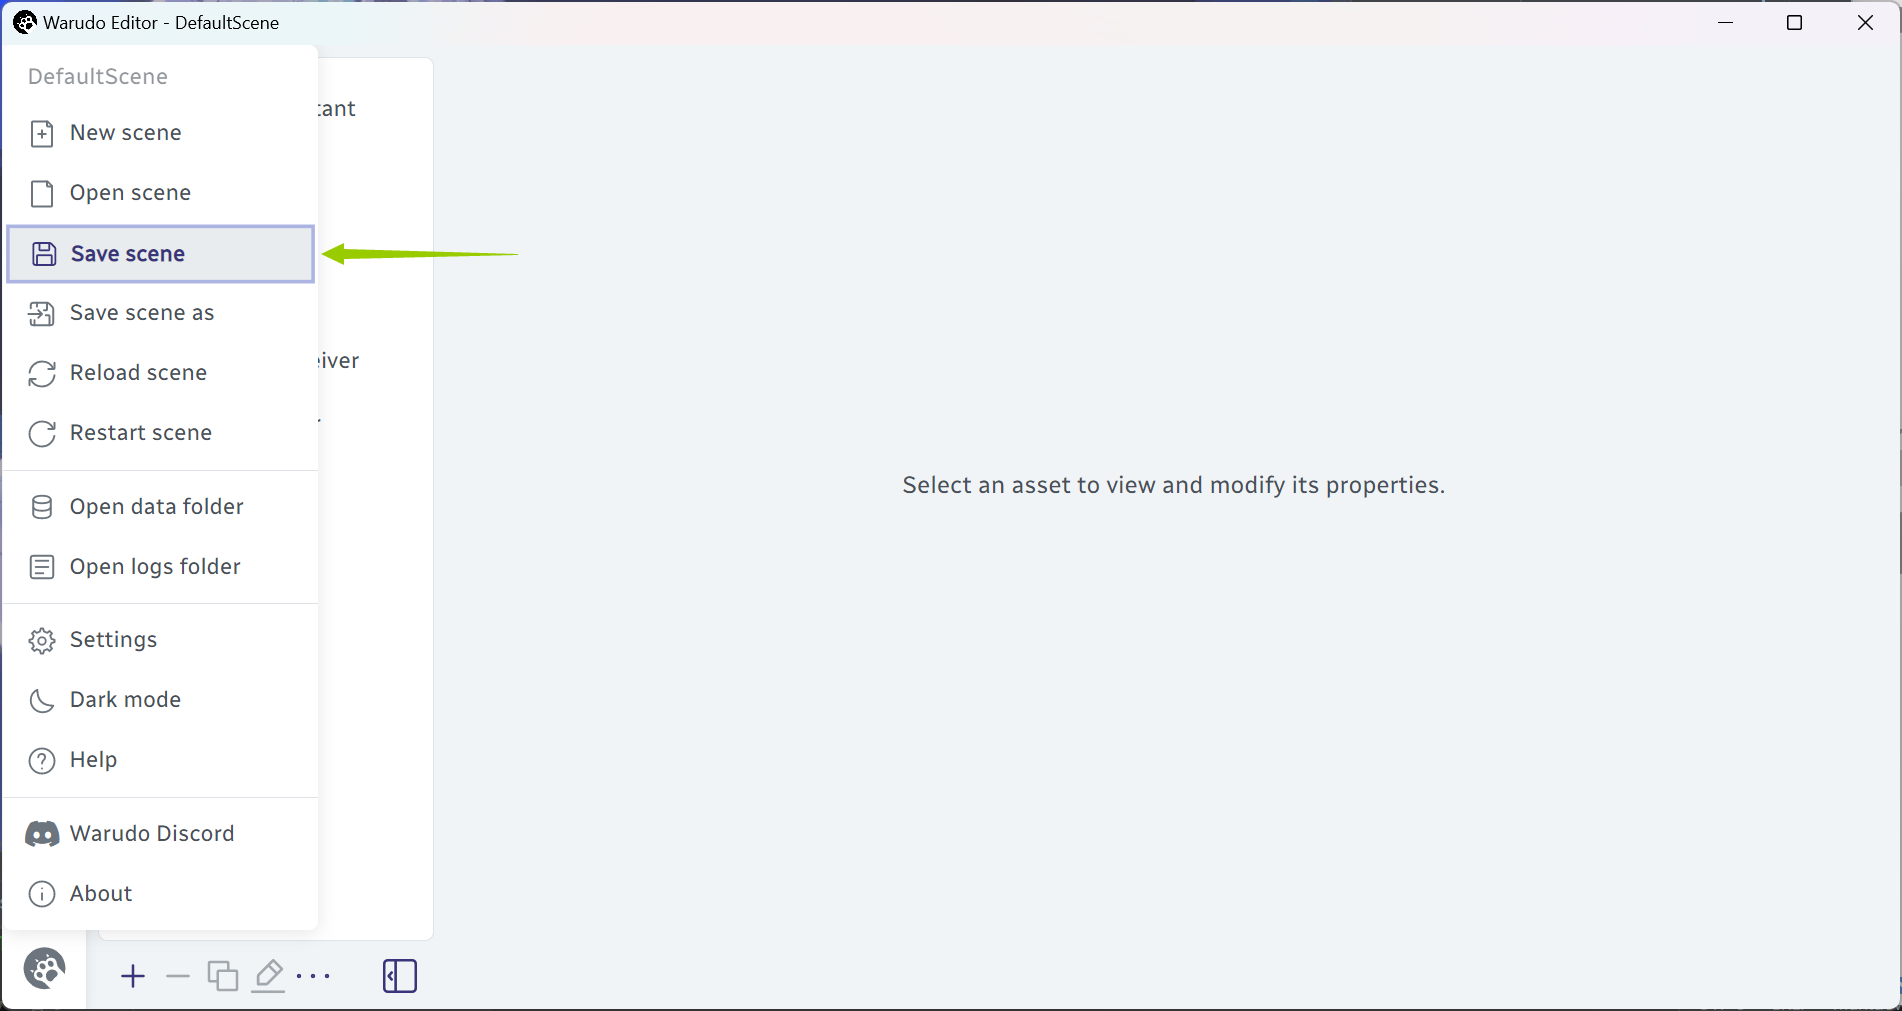 Warudo Editor - DefaultScene
DefaultScene
New scene
Open scene
Save scene
Save scene as
Reload scene
Restart scene
Open data folder
Open logs folder
Settings
Dark mode
Help
Warudo Discord
About
tant
eiver
Select an asset to view and modify its properties.